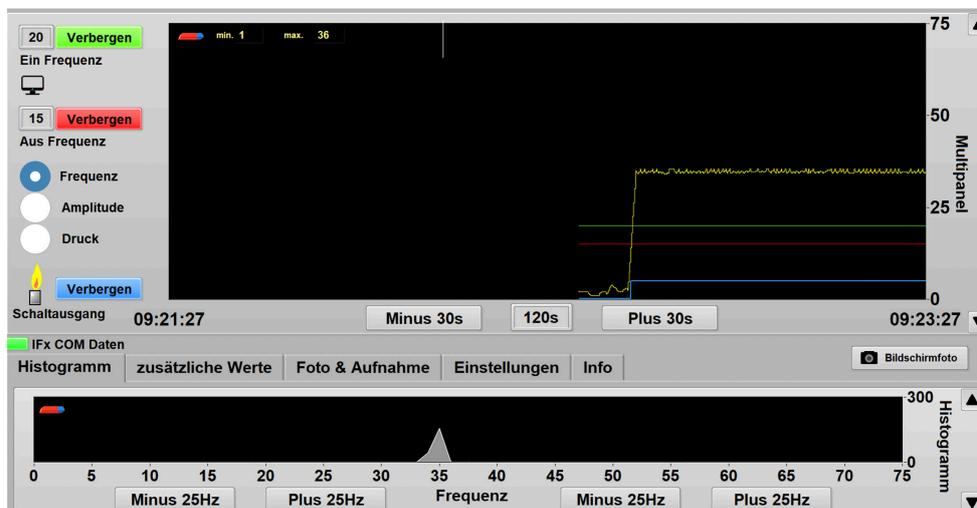 20 Verbergen
Ein Frequenz
15 Verbergen
Aus Frequenz
Frequenz
Amplitude
Druck
Verbergen
Schaltausgang
min. 1 max. 36
75
50
25
0
Multipanel
09:21:27 Minus 30s 120s Plus 30s 09:23:27
IFx COM Daten
Histogramm zusätzliche Werte Foto & Aufnahme Einstellungen Info Bildschirmfoto
300
0
Histogramm
0 5 10 15 20 25 30 35 40 45 50 55 60 65 70 75
Minus 25Hz Plus 25Hz Frequenz Minus 25Hz Plus 25Hz